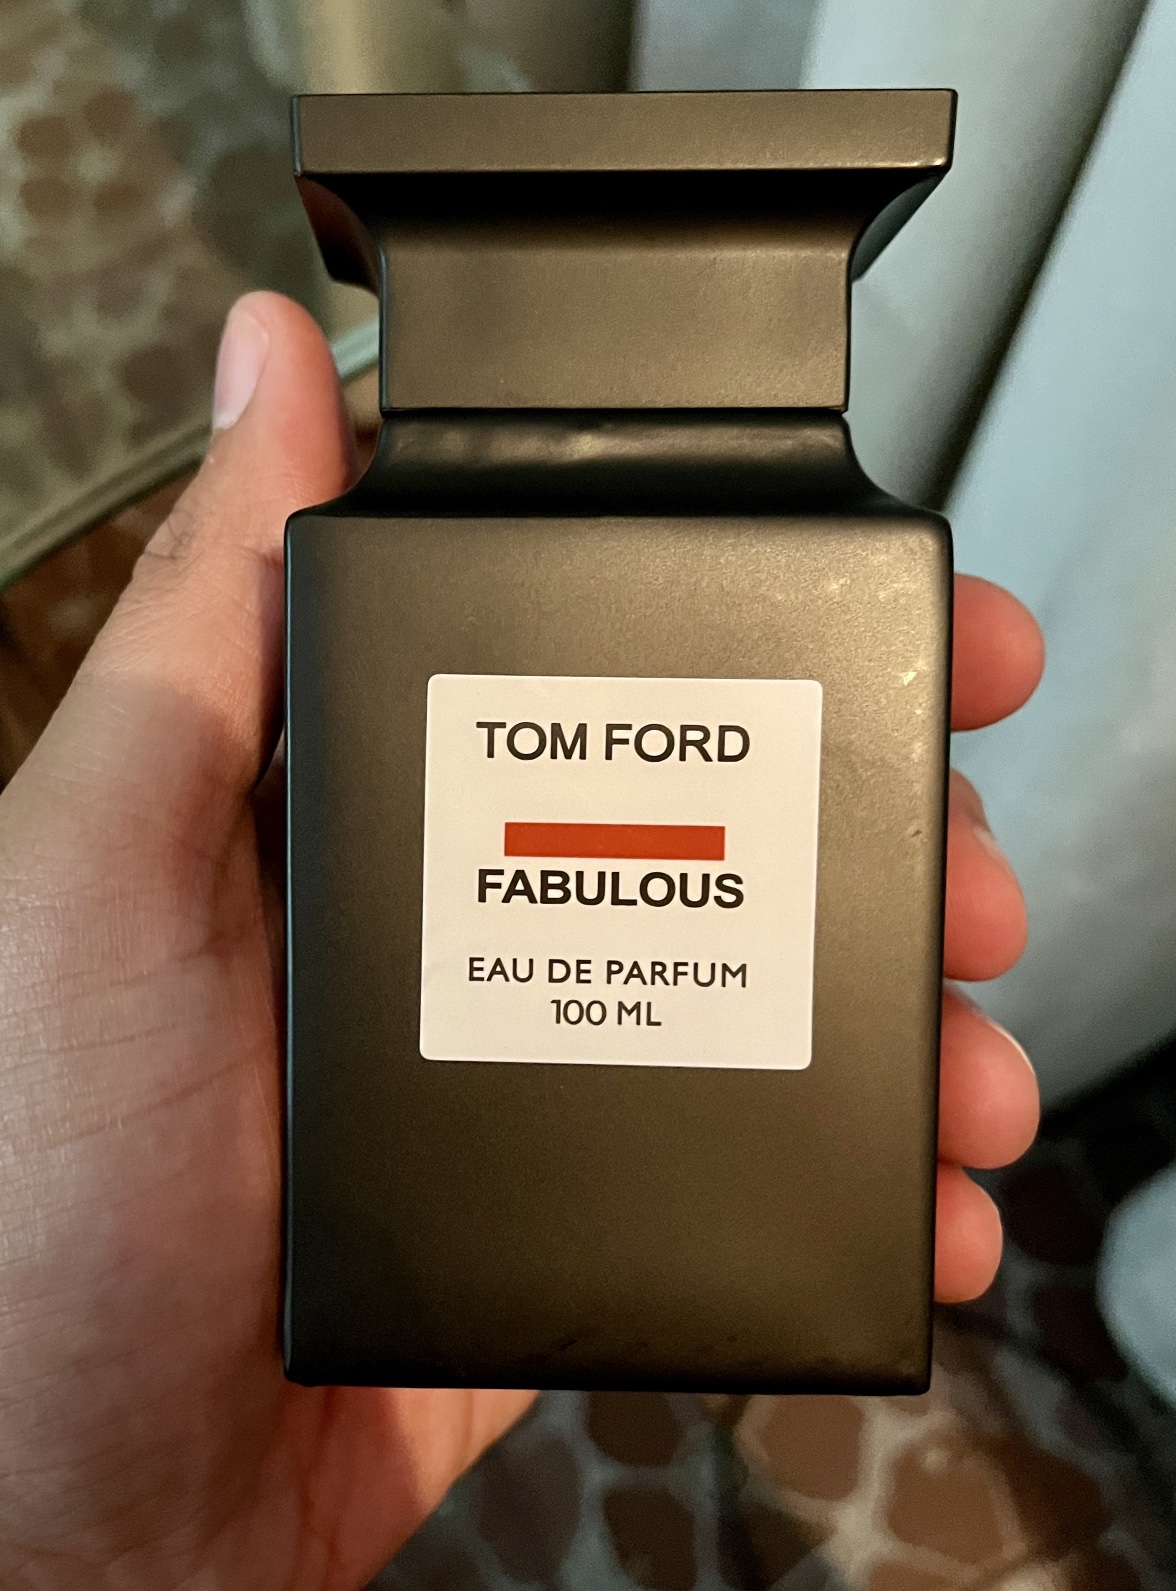 TOM FORD
FABULOUS
EAU DE PARFUM
100 ML